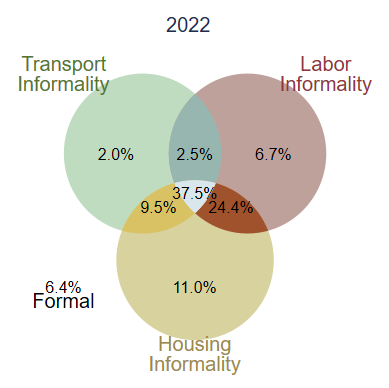 2022
Transport
Informality
Labor
Informality
2.0%
2.5%
6.7%
37.5%
9.5%
24.4%
6.4%
Formal
11.0%
Housing
Informality